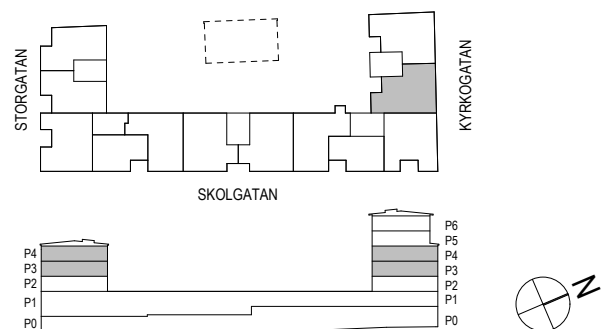 STORGATAN
KYRKOGATAN
SKOLGATAN
P6
P5
P4
P4
P3
P3
P2
P2
P1
P1
P0
P0
N